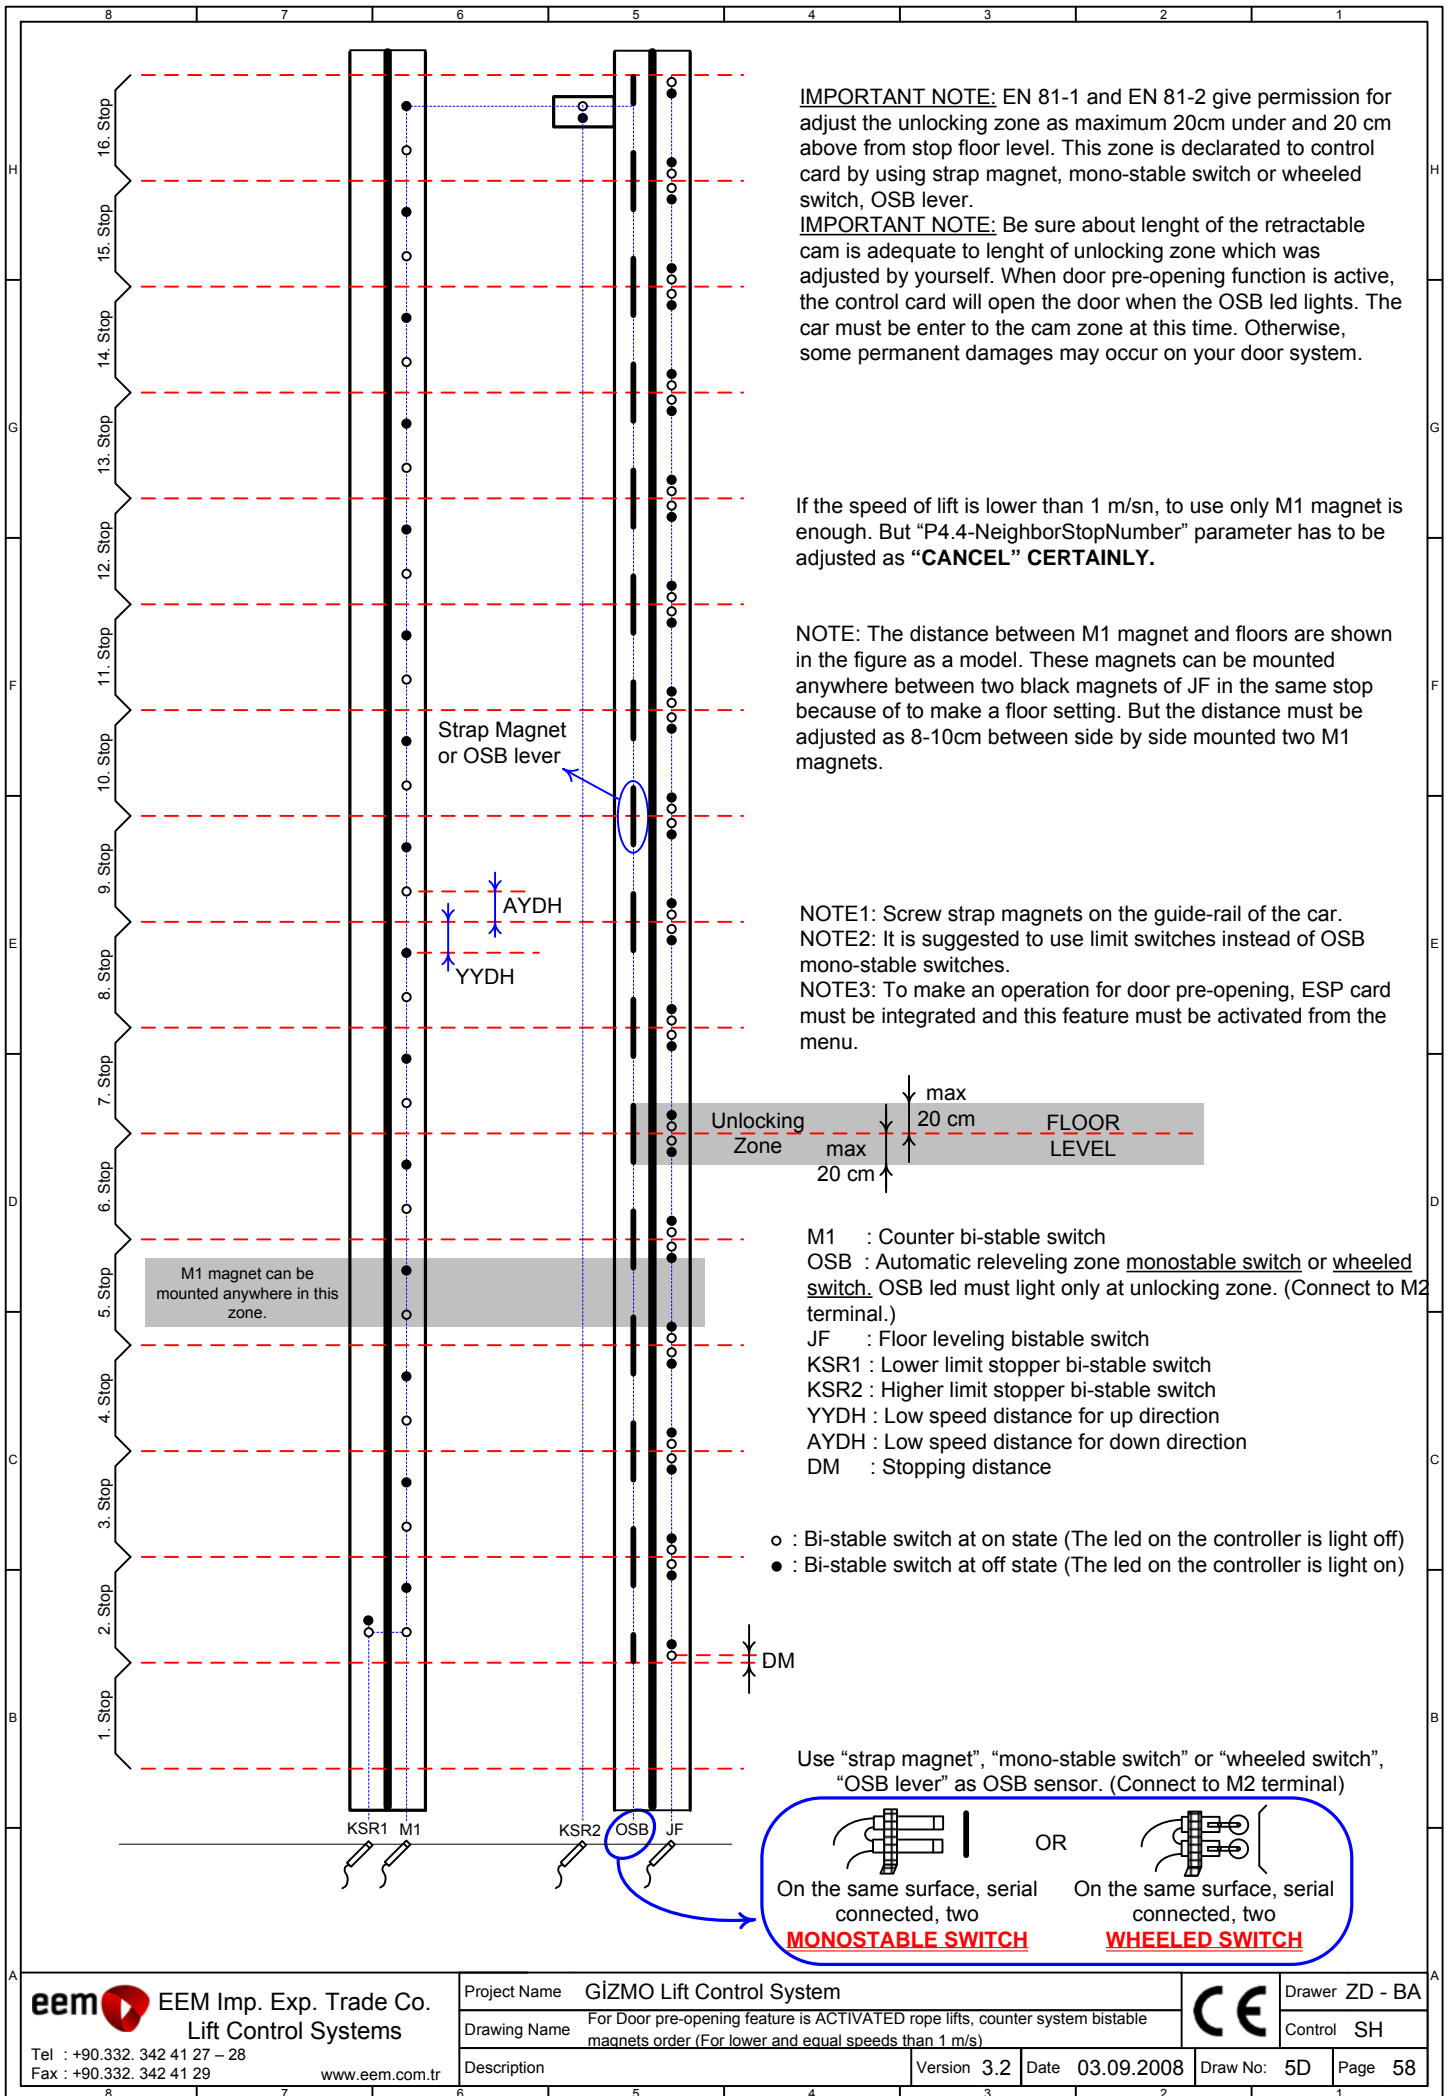 8 7 6 5 4 3 2 1
H
G
F
E
D
C
B
A
H
G
F
E
D
C
B
A
16. Stop
15. Stop
14. Stop
13. Stop
12. Stop
11. Stop
10. Stop
9. Stop
8. Stop
7. Stop
6. Stop
5. Stop
4. Stop
3. Stop
2. Stop
1. Stop
IMPORTANT NOTE: EN 81-1 and EN 81-2 give permission for
adjust the unlocking zone as maximum 20cm under and 20 cm
above from stop floor level. This zone is declarated to control
card by using strap magnet, mono-stable switch or wheeled
switch, OSB lever.
IMPORTANT NOTE: Be sure about lenght of the retractable
cam is adequate to lenght of unlocking zone which was
adjusted by yourself. When door pre-opening function is active,
the control card will open the door when the OSB led lights. The
car must be enter to the cam zone at this time. Otherwise,
some permanent damages may occur on your door system.
If the speed of lift is lower than 1 m/sn, to use only M1 magnet is
enough. But “P4.4-NeighborStopNumber” parameter has to be
adjusted as “CANCEL” CERTAINLY.
NOTE: The distance between M1 magnet and floors are shown
in the figure as a model. These magnets can be mounted
anywhere between two black magnets of JF in the same stop
because of to make a floor setting. But the distance must be
adjusted as 8-10cm between side by side mounted two M1
magnets.
Strap Magnet
or OSB lever
AYDH
YYDH
NOTE1: Screw strap magnets on the guide-rail of the car.
NOTE2: It is suggested to use limit switches instead of OSB
mono-stable switches.
NOTE3: To make an operation for door pre-opening, ESP card
must be integrated and this feature must be activated from the
menu.
Unlocking
Zone
max
20 cm
max
20 cm
FLOOR
LEVEL
M1 magnet can be
mounted anywhere in this
zone.
M1 : Counter bi-stable switch
OSB : Automatic releveling zone monostable switch or wheeled
switch. OSB led must light only at unlocking zone. (Connect to M2
terminal.)
JF : Floor leveling bistable switch
KSR1 : Lower limit stopper bi-stable switch
KSR2 : Higher limit stopper bi-stable switch
YYDH : Low speed distance for up direction
AYDH : Low speed distance for down direction
DM : Stopping distance
: Bi-stable switch at on state (The led on the controller is light off)
: Bi-stable switch at off state (The led on the controller is light on)
DM
KSR1 M1 KSR2 OSB JF
Use “strap magnet”, “mono-stable switch” or “wheeled switch”,
“OSB lever” as OSB sensor. (Connect to M2 terminal)
OR
On the same surface, serial
connected, two
MONOSTABLE SWITCH
On the same surface, serial
connected, two
WHEELED SWITCH
eem
EEM Imp. Exp. Trade Co.
Lift Control Systems
Tel : +90.332. 342 41 27 – 28
Fax : +90.332. 342 41 29 www.eem.com.tr
Project Name GİZMO Lift Control System
Drawing Name For Door pre-opening feature is ACTIVATED rope lifts, counter system bistable
magnets order (For lower and equal speeds than 1 m/s)
Description
Version 3.2 Date 03.09.2008
CE
Drawer ZD - BA
Control SH
Draw No: 5D Page 58
8 7 6 5 4 3 2 1